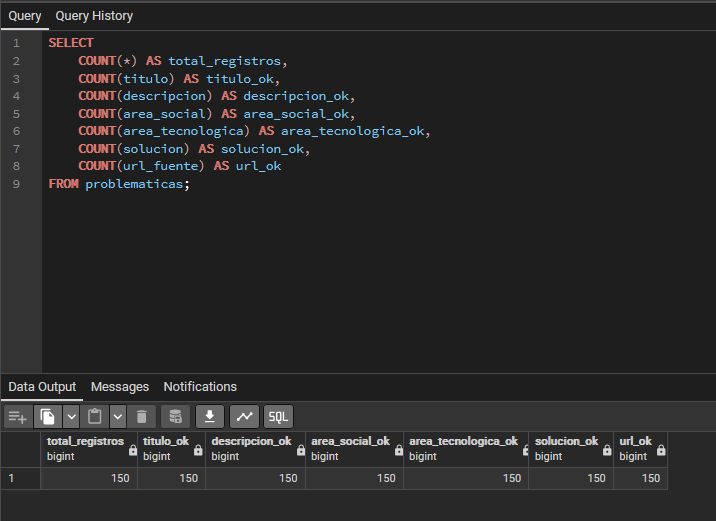 Query Query History
1 SELECT
2 COUNT(*) AS total_registros,
3 COUNT(titulo) AS titulo_ok,
4 COUNT(descripcion) AS descripcion_ok,
5 COUNT(area_social) AS area_social_ok,
6 COUNT(area_tecnologica) AS area_tecnologica_ok,
7 COUNT(solucion) AS solucion_ok,
8 COUNT(url_fuente) AS url_ok
9 FROM problematicas;
Data Output Messages Notifications
SQL
total_registros titulo_ok descripcion_ok area_social_ok area_tecnologica_ok solucion_ok url_ok
bigint bigint bigint bigint bigint bigint bigint
1 150 150 150 150 150 150 150